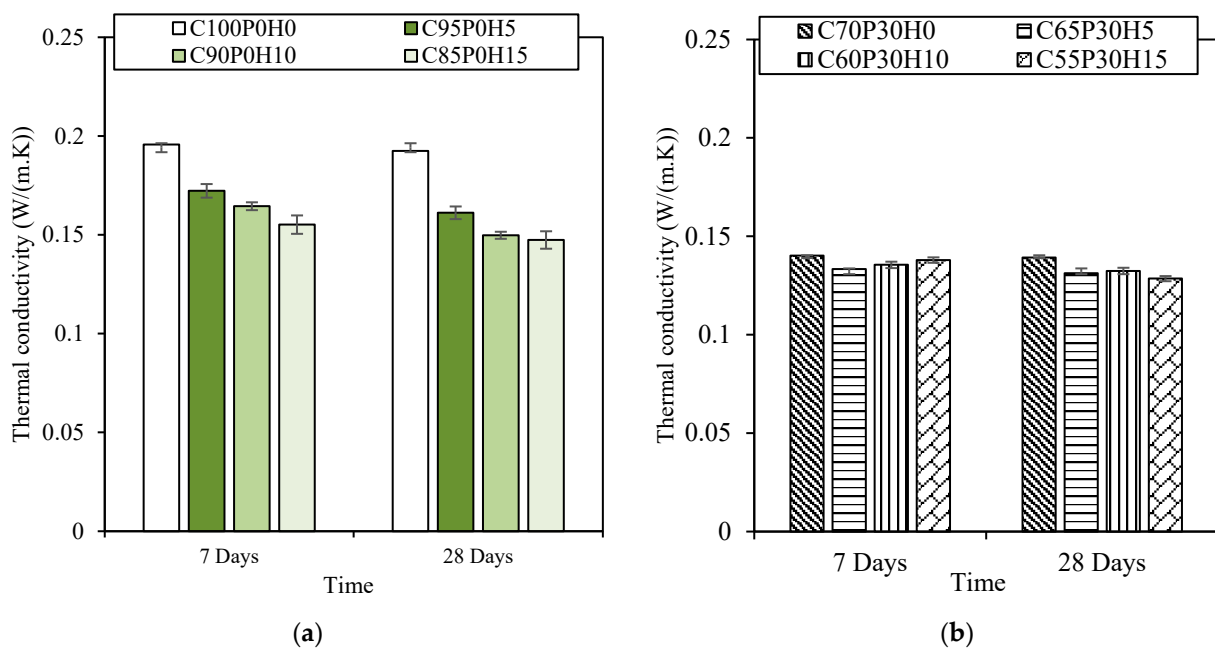 C100P0H0 C95P0H5
C90P0H10 C85P0H15
0.25
0.2
0.15
0.1
0.05
0
Thermal conductivity (W/(m.K))
7 Days 28 Days
Time
(a)
C70P30H0 C65P30H5
C60P30H10 C55P30H15
0.25
0.2
0.15
0.1
0.05
0
Thermal conductivity (W/(m.K))
7 Days 28 Days
Time
(b)